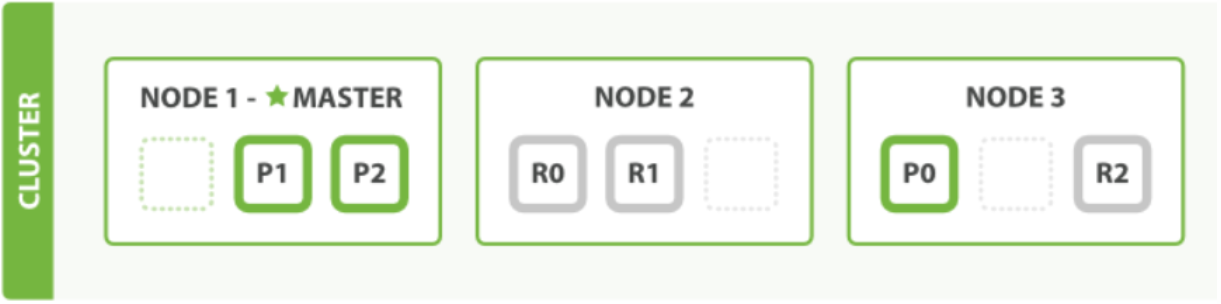 CLUSTER
NODE 1 - ★ MASTER
P1
P2
NODE 2
R0
R1
NODE 3
P0
R2